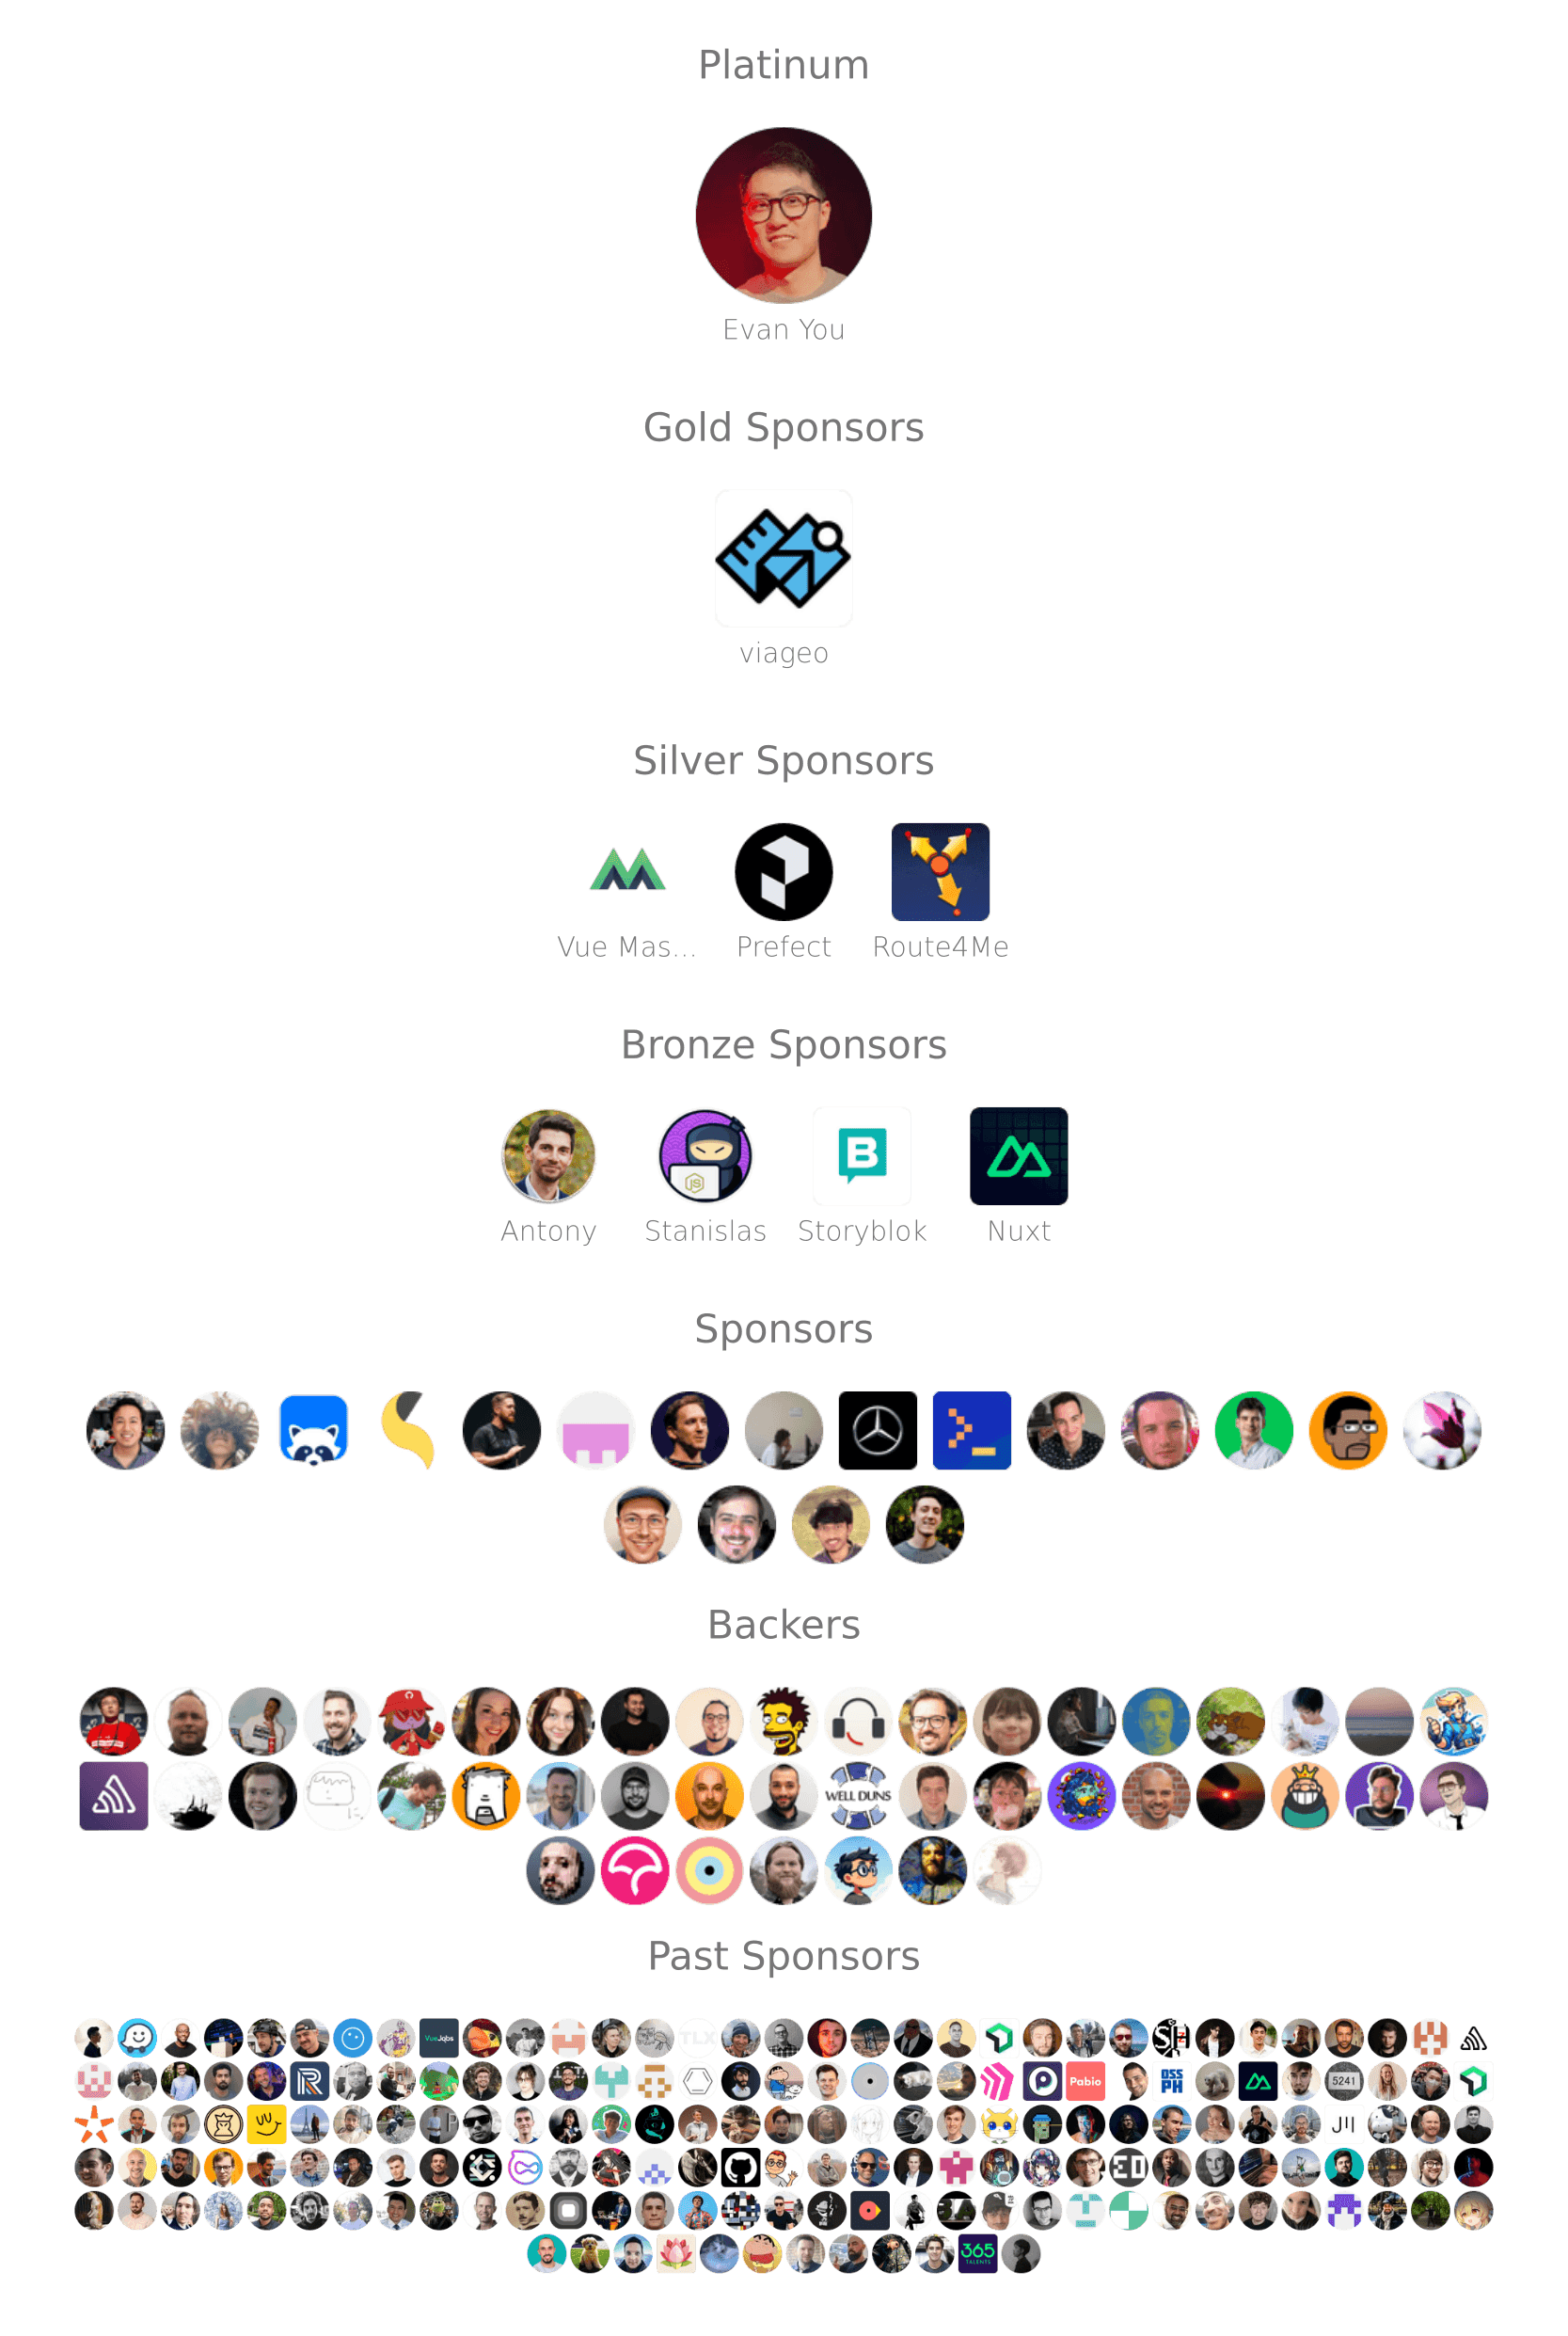 Platinum
Evan You
Gold Sponsors
viageo
Silver Sponsors
Vue Mas... Prefect Route4Me
Bronze Sponsors
Antony Stanislas Storyblok Nuxt
Sponsors
Backers
WELL DUNS
Past Sponsors
VueJobs
TLX
Pabio
OSS
PH
5241
365
TALENTS